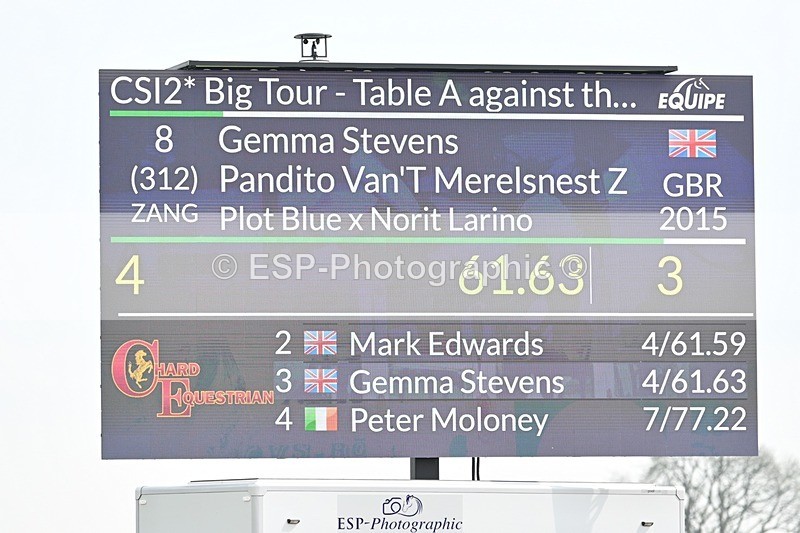 CSI2* Big Tour - Table A against th...
EQUIPE
8 Gemma Stevens
(312) Pandito Van'T Merelsnest Z GBR
ZANG Plot Blue x Norit Larino 2015
© ESP-Photographic ©
4 61.63 3
2 Mark Edwards 4/61.59
CHARD EQUESTRIAN
3 Gemma Stevens 4/61.63
4 Peter Moloney 7/77.22
ESP-Photographic